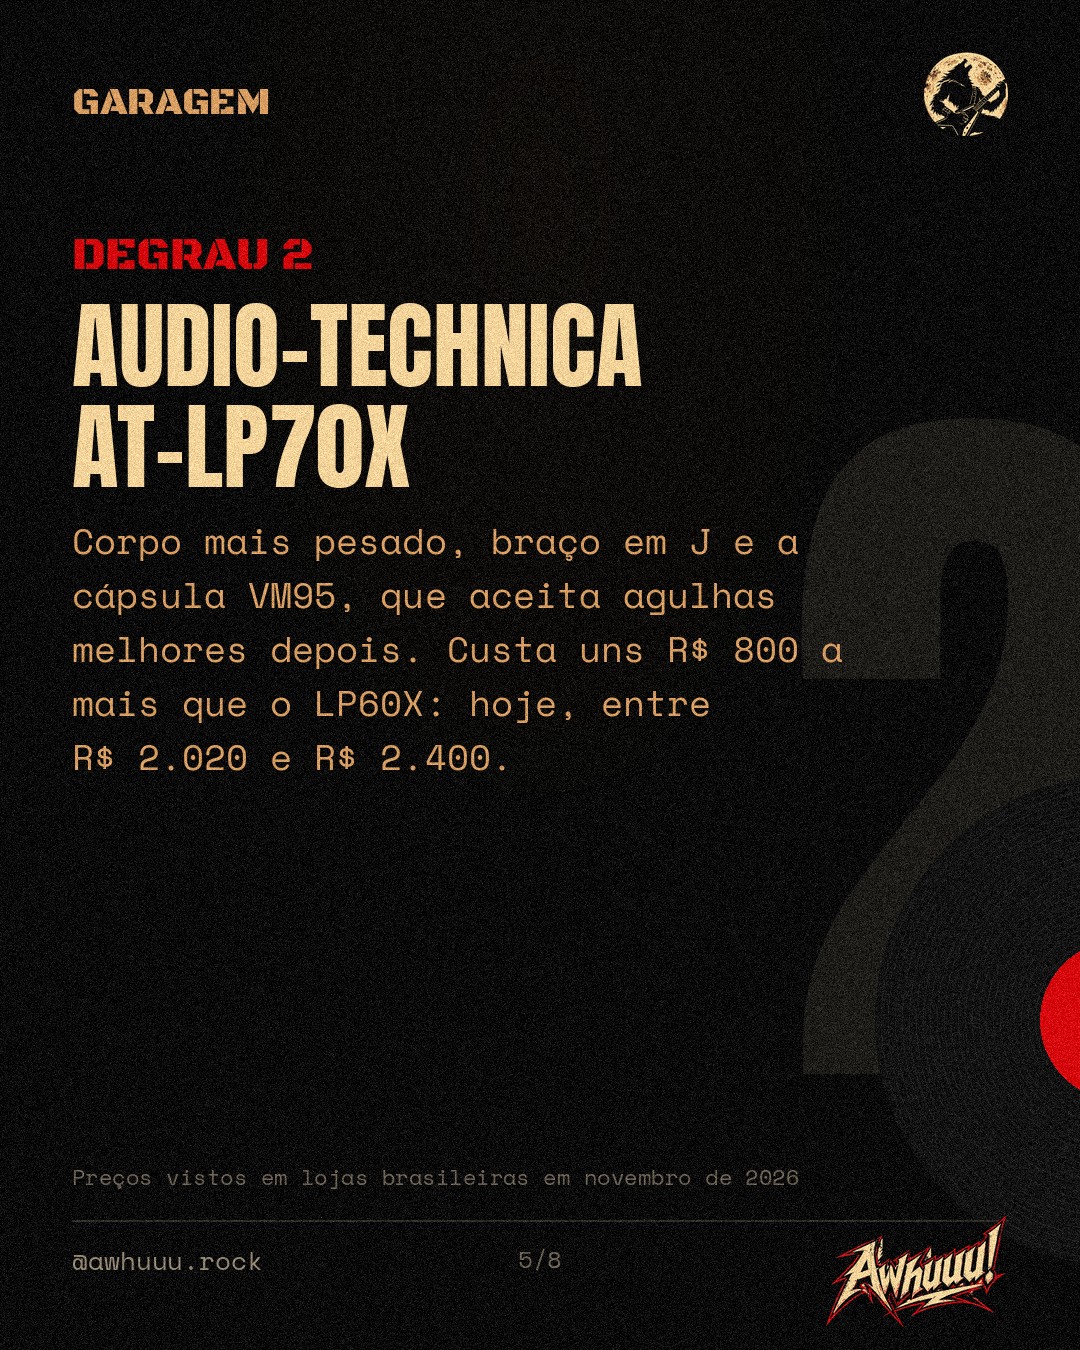 GARAGEM
DEGRAU 2
AUDIO-TECHNICA
AT-LP70X
Corpo mais pesado, braço em J e a
cápsula VM95, que aceita agulhas
melhores depois. Custa uns R$ 800 a
mais que o LP60X: hoje, entre
R$ 2.020 e R$ 2.400.
2
Preços vistos em lojas brasileiras em novembro de 2026
@awhuuu.rock
5/8
Awhuuu!